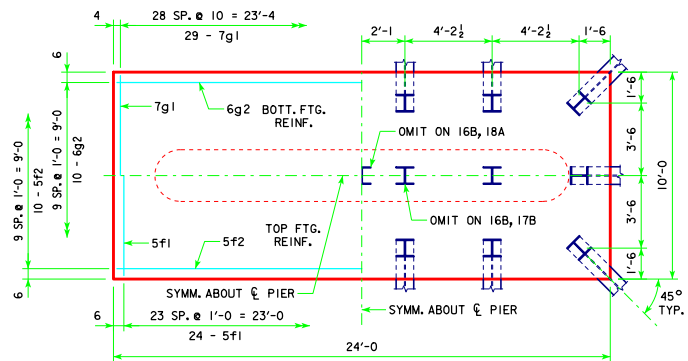 4
28 SP. @ 10 = 23'-4
29 - 7g1
2'-1
4'-2½
4'-2½
1'-6
6
9 SP. @ 1'-0 = 9'-0
10 - 5f2
6
9 SP. @ 1'-0 = 9'-0
10 - 6g2
7g1
6g2
BOTT. FTG.
REINF.
OMIT ON 16B, 18A
1'-6
3'-6
10'-0
3'-6
1'-6
OMIT ON 16B, 17B
TOP FTG.
REINF.
5f1
5f2
SYMM. ABOUT ℄ PIER
SYMM. ABOUT ℄ PIER
45°
TYP.
6
23 SP. @ 1'-0 = 23'-0
24 - 5f1
24'-0